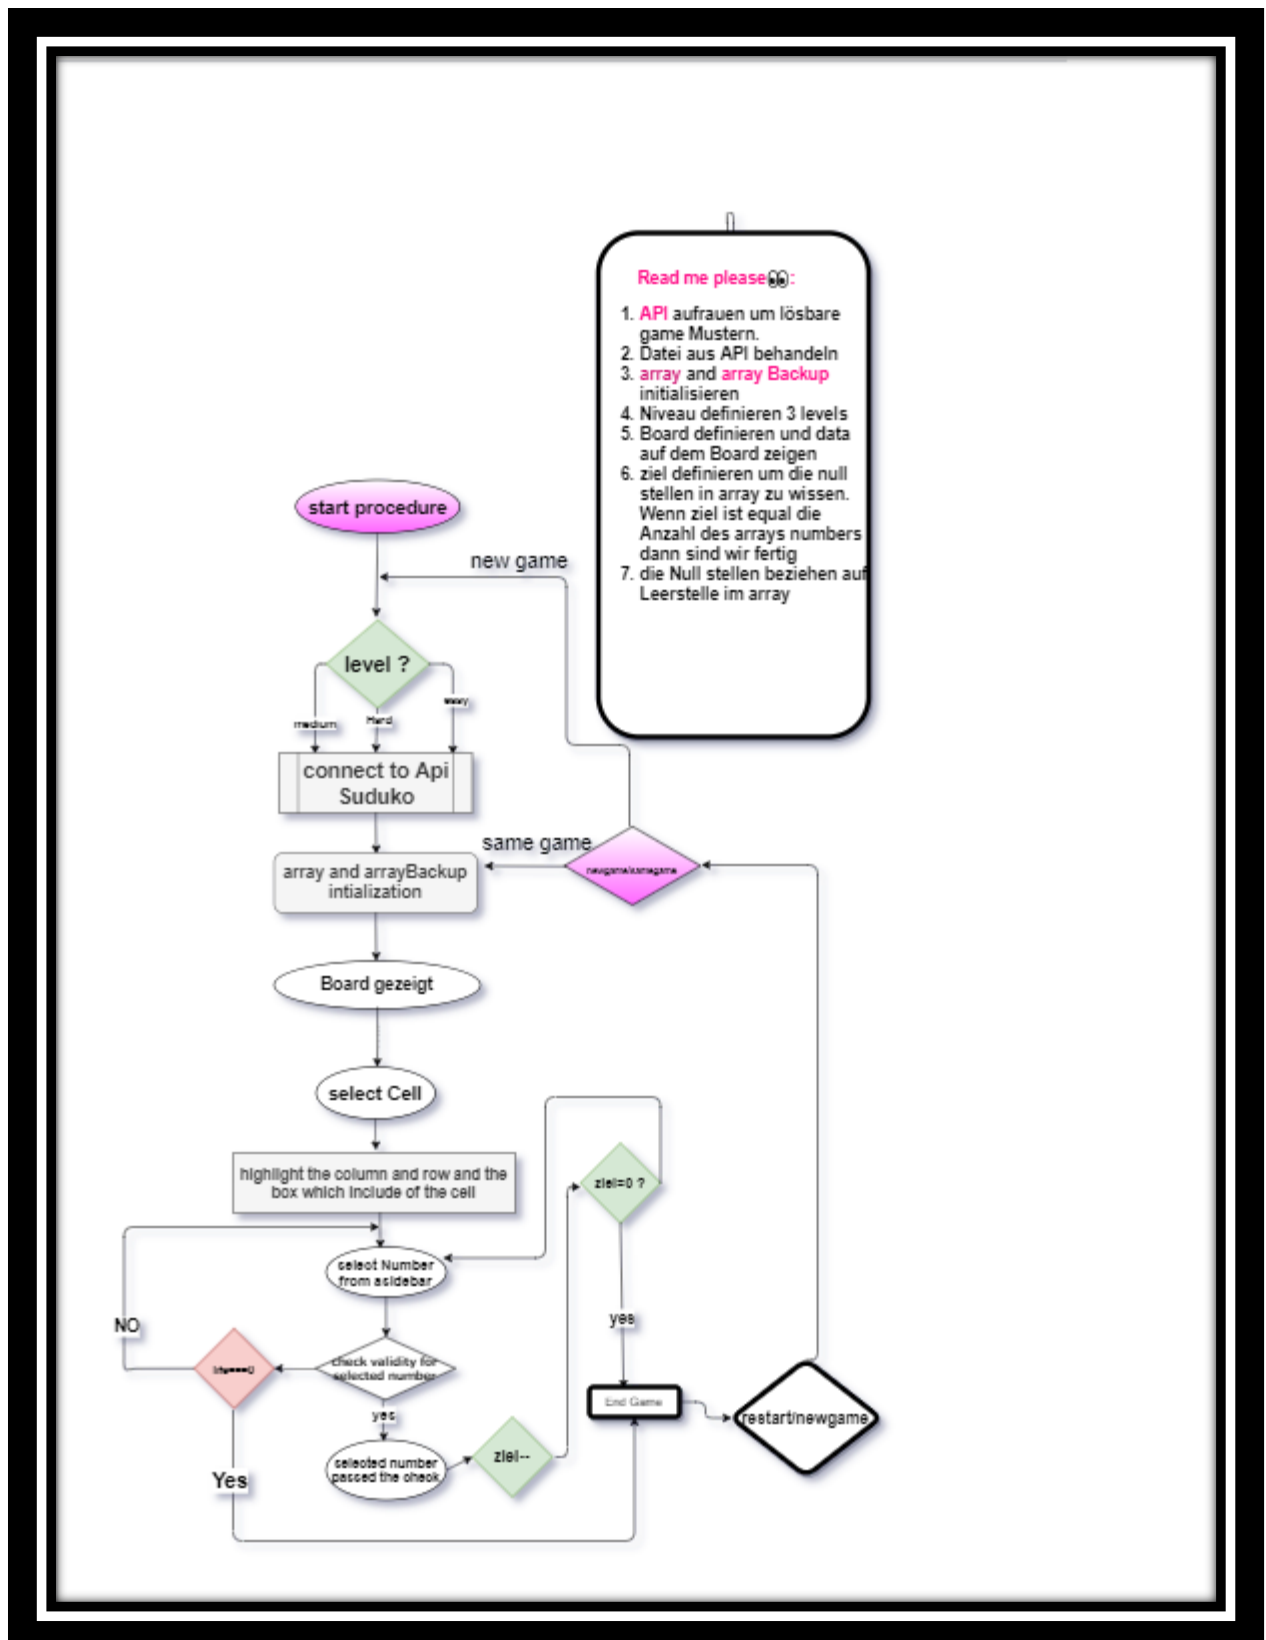 Read me please👀:
1. API aufrauen um lösbare
game Mustern.
2. Datei aus API behandeln
3. array and array Backup
initialisieren
4. Niveau definieren 3 levels
5. Board definieren und data
auf dem Board zeigen
6. ziel definieren um die null
stellen in array zu wissen.
Wenn ziel ist equal die
Anzahl des arrays numbers
dann sind wir fertig
7. die Null stellen beziehen auf
Leerstelle im array
start procedure
new game
level ?
medium
Hard
connect to Api
Suduko
same game
newgame/samegame
array and arrayBackup
intialization
Board gezeigt
select Cell
highlight the column and row and the
box which include of the cell
ziel=0 ?
select Number
from asidebar
NO
yes
check validity for
selected number
End Game
restart/newgame
yes
selected number
passed the check
ziel--
Yes